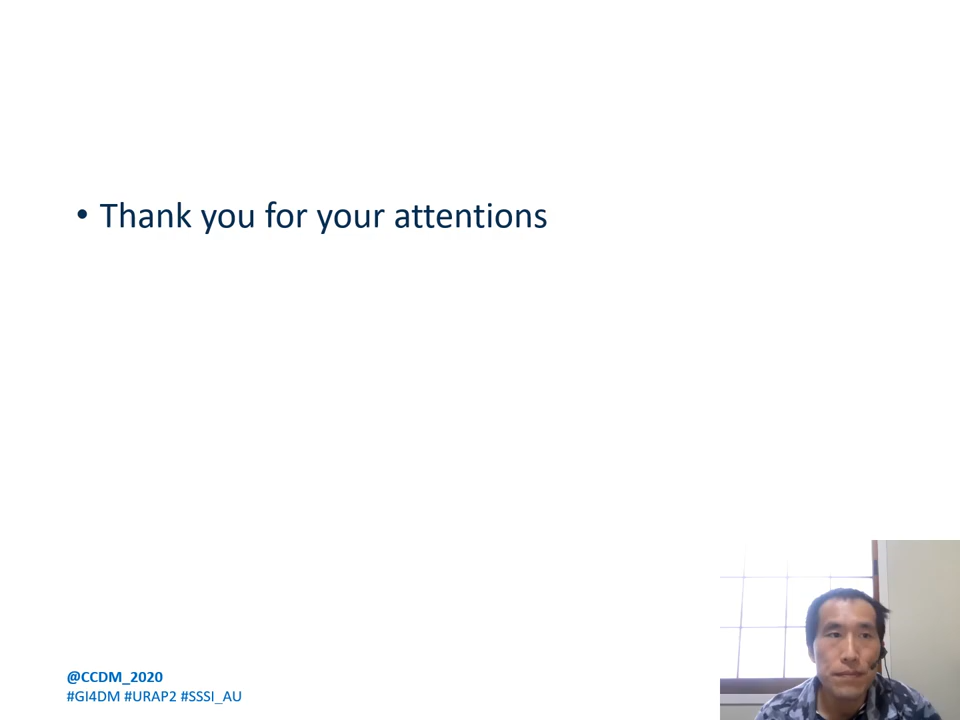 • Thank you for your attentions
@CCDM_2020
#GI4DM #URAP2 #SSSI_AU